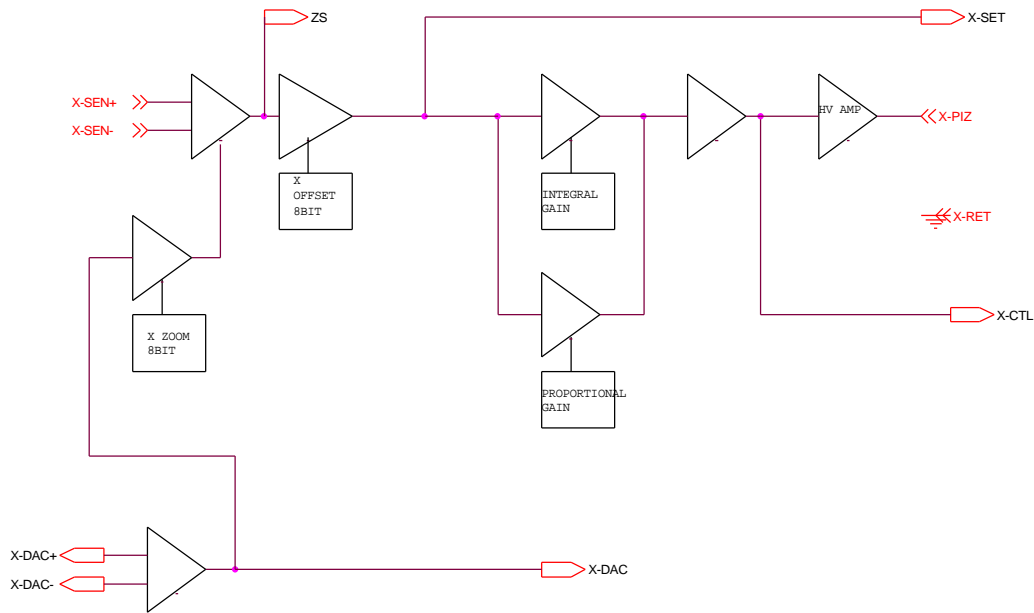 ZS
X-SET
X-SEN+
X-SEN-
HV AMP
X-PIZ
X
OFFSET
8BIT
INTEGRAL
GAIN
X-RET
X-CTL
X ZOOM
8BIT
PROPORTIONAL
GAIN
X-DAC+
X-DAC-
X-DAC